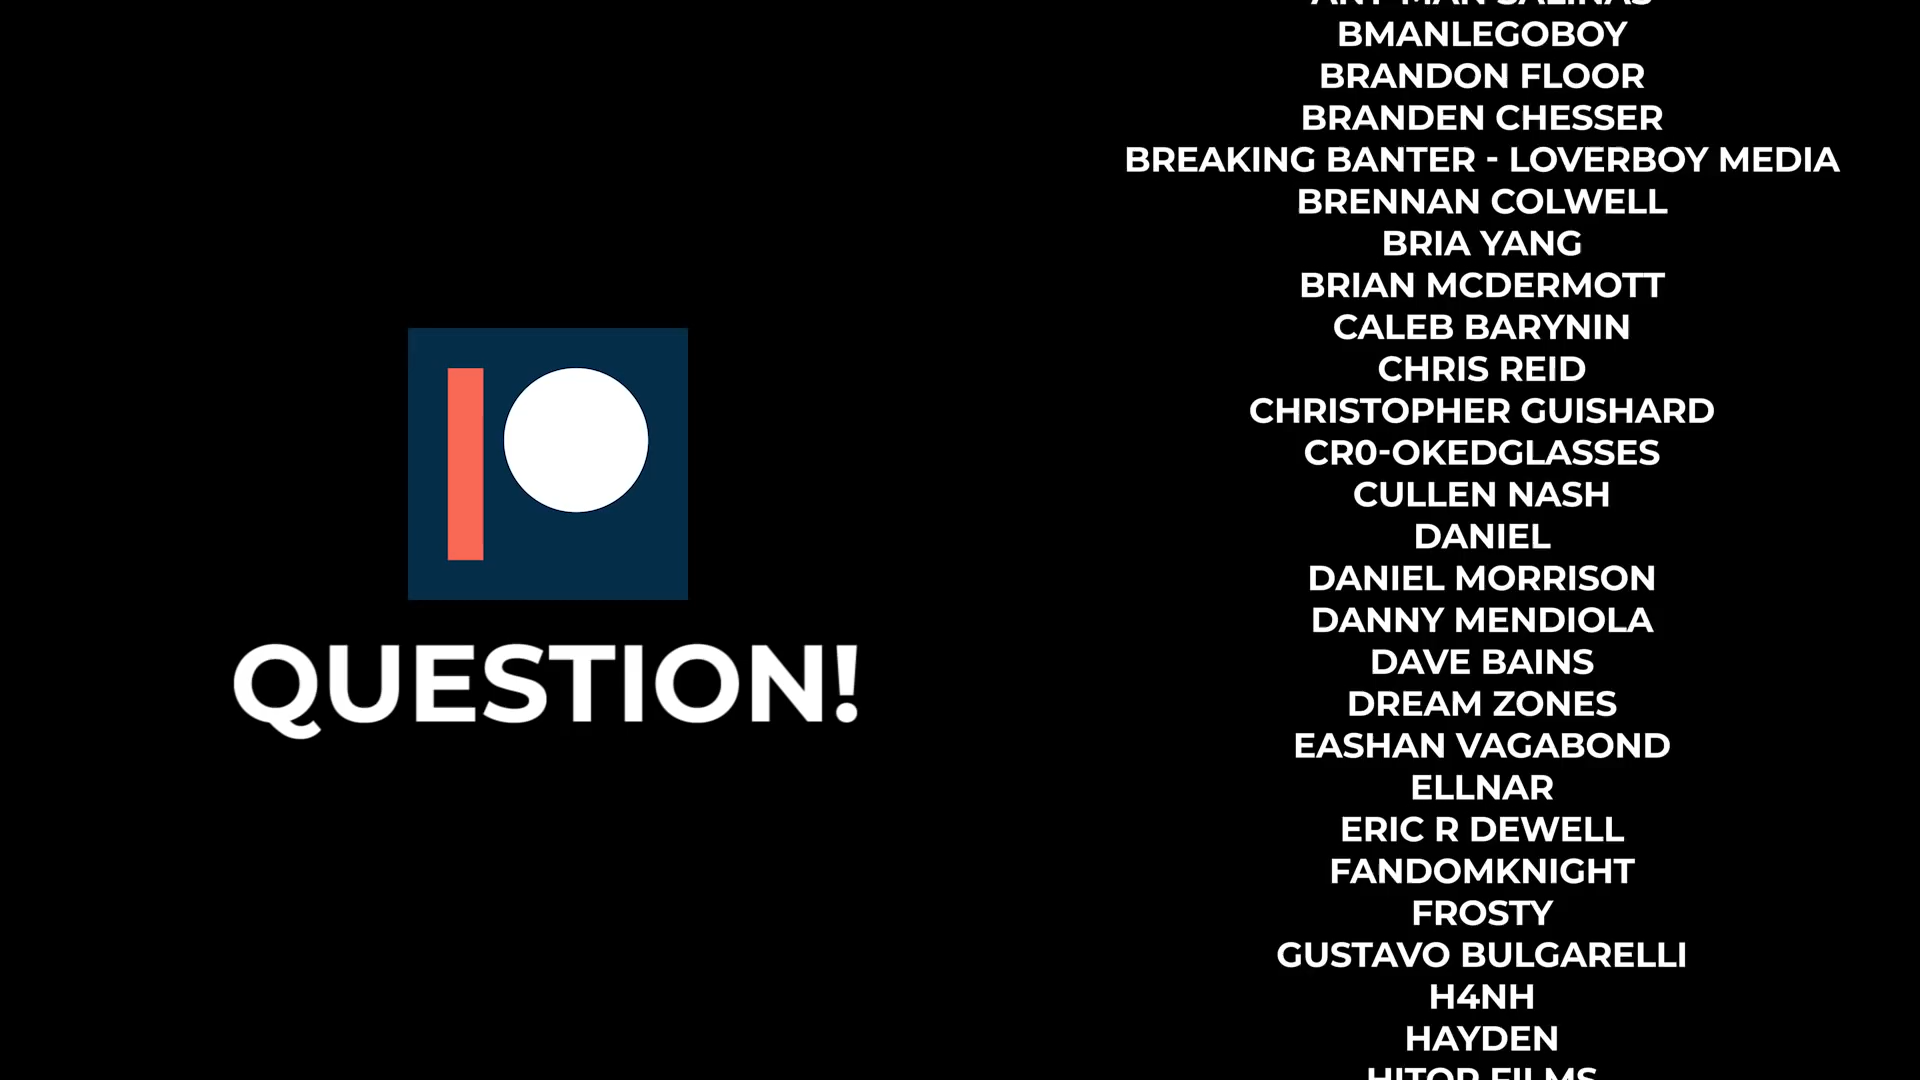 QUESTION!
BMANLEGOBOY
BRANDON FLOOR
BRANDEN CHESSER
BREAKING BANTER - LOVERBOY MEDIA
BRENNAN COLWELL
BRIA YANG
BRIAN MCDERMOTT
CALEB BARYNIN
CHRIS REID
CHRISTOPHER GUISHARD
CR0-OKEDGLASSES
CULLEN NASH
DANIEL
DANIEL MORRISON
DANNY MENDIOLA
DAVE BAINS
DREAM ZONES
EASHAN VAGABOND
ELLNAR
ERIC R DEWELL
FANDOMKNIGHT
FROSTY
GUSTAVO BULGARELLI
H4NH
HAYDEN